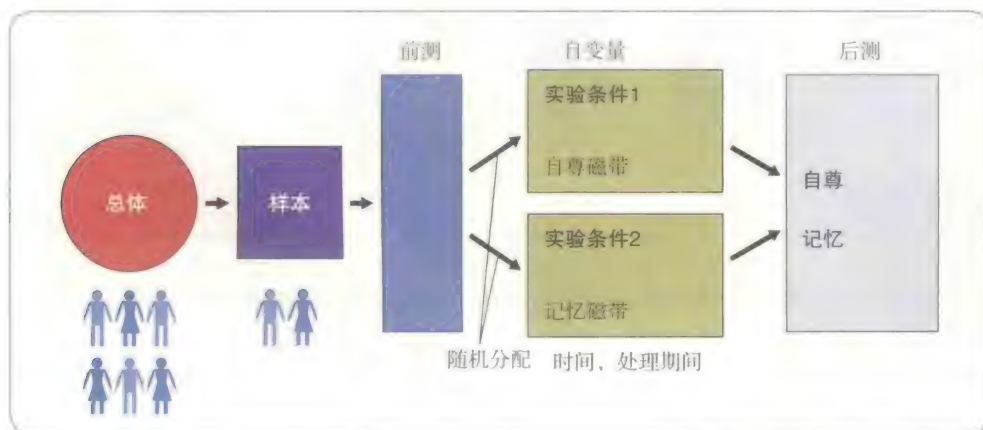 前测
自变量
后测
实验条件1
自尊磁带
总体
样本
自尊
记忆
实验条件2
记忆磁带
随机分配
时间，处理期间